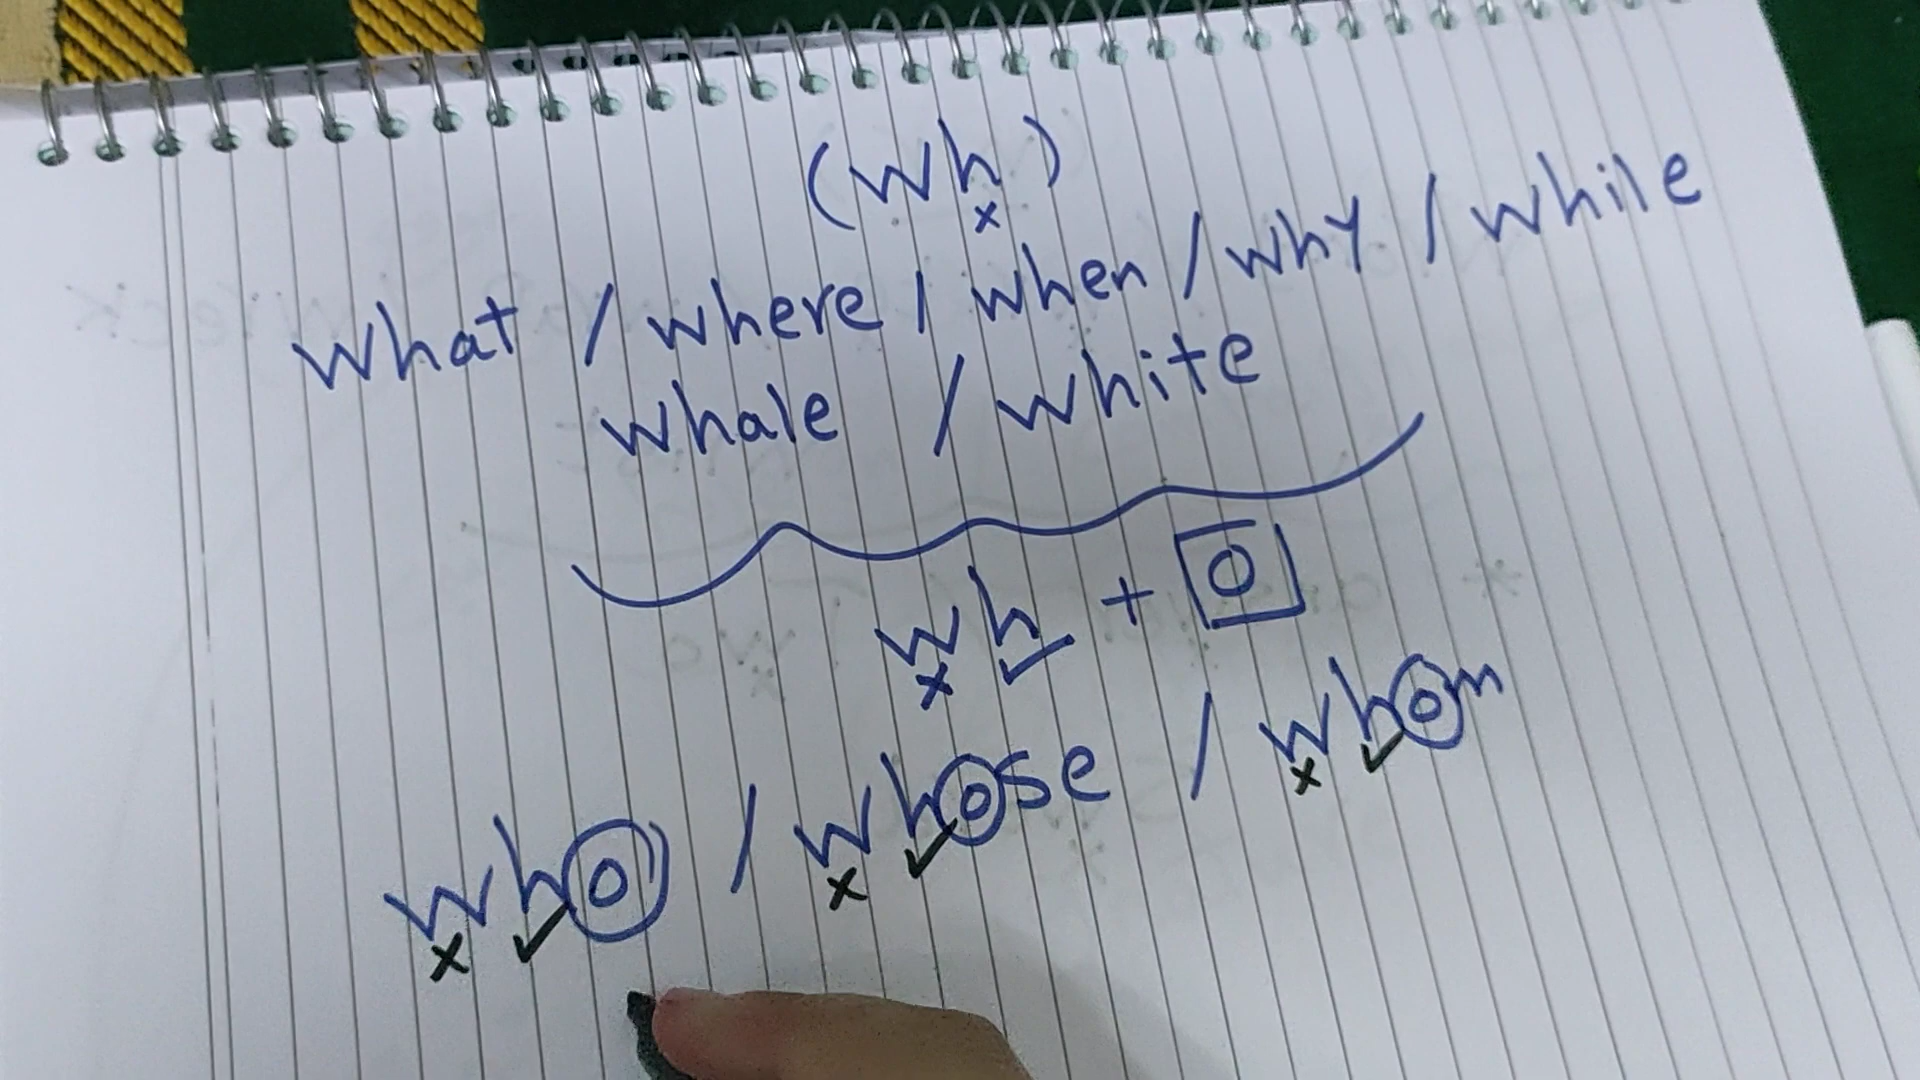 (wh)
x
what / where / when / why / while
whale / white
wh + o
x ✓
who / whose / whom
x ✓ x ✓ x ✓